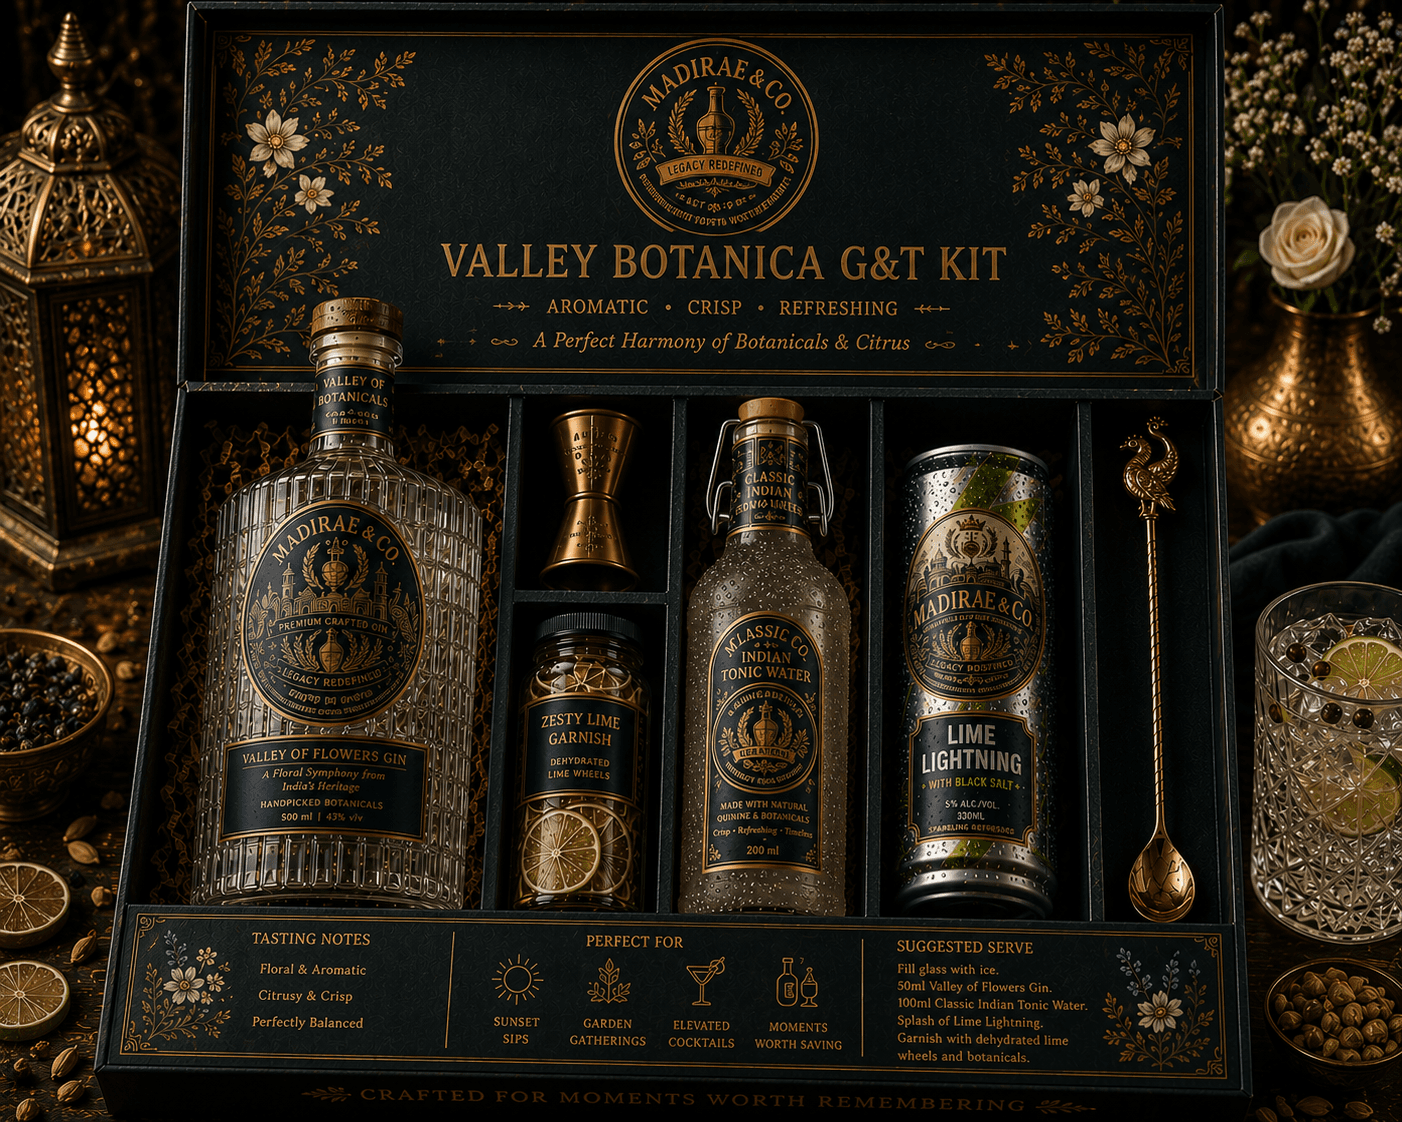 MADIRAE & CO.
LEGACY REDEFINED
VALLEY BOTANICA G&T KIT
AROMATIC • CRISP • REFRESHING
A Perfect Harmony of Botanicals & Citrus
VALLEY OF
BOTANICALS
MADIRAE & CO.
PREMIUM CRAFTED GIN
LEGACY REDEFINED
VALLEY OF FLOWERS GIN
A Floral Symphony from
India's Heritage
HANDPICKED BOTANICALS
500 ml | 43% v/v
ZESTY LIME
GARNISH
DEHYDRATED
LIME WHEELS
CLASSIC
INDIAN
MLASSIC CO.
INDIAN
TONIC WATER
MADE WITH NATURAL
QUININE & BOTANICALS
Crisp • Refreshing • Timeless
200 ml
MADIRAE & CO.
LIME
LIGHTNING
• WITH BLACK SALT •
5% ALC/VOL.
330ML
TASTING NOTES
Floral & Aromatic
Citrusy & Crisp
Perfectly Balanced
PERFECT FOR
SUNSET
SIPS
GARDEN
GATHERINGS
ELEVATED
COCKTAILS
MOMENTS
WORTH SAVING
SUGGESTED SERVE
Fill glass with ice.
50ml Valley of Flowers Gin.
100ml Classic Indian Tonic Water.
Splash of Lime Lightning.
Garnish with dehydrated lime
wheels and botanicals.
CRAFTED FOR MOMENTS WORTH REMEMBERING